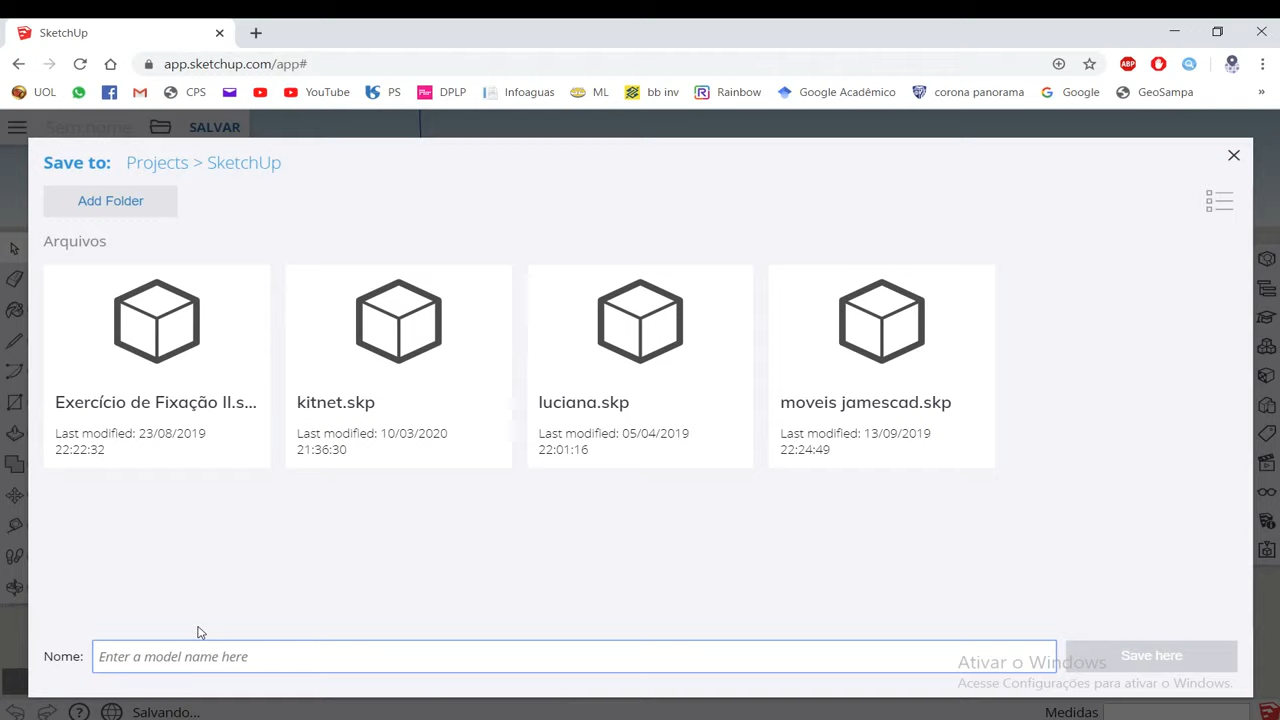 SketchUp
app.sketchup.com/app#
ABP
UOL CPS YouTube PS DPLP Infoaguas ML bb inv Rainbow Google Acadêmico corona panorama Google GeoSampa »
Sem nome SALVAR
Save to: Projects > SketchUp
Add Folder
Arquivos
Exercício de Fixação II.s... kitnet.skp luciana.skp moveis jamescad.skp
Last modified: 23/08/2019 Last modified: 10/03/2020 Last modified: 05/04/2019 Last modified: 13/09/2019
22:22:32 21:36:30 22:01:16 22:24:49
Nome: Enter a model name here Save here
Ativar o Windows
Acesse Configurações para ativar o Windows.
Salvando... Medidas